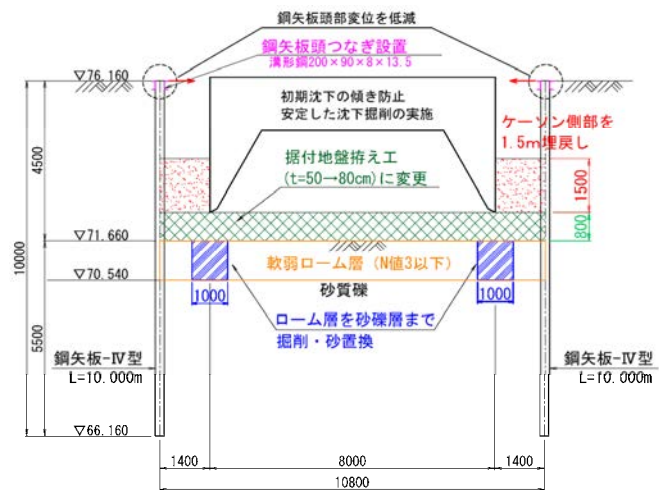 鋼矢板頭部変位を低減
鋼矢板頭つなぎ設置
溝形鋼200×90×8×13.5
▽76.160
初期沈下の傾き防止
安定した沈下掘削の実施
ケーソン側部を
1.5m埋戻し
据付地盤拵え工
(t=50→80cm)に変更
4500
1500
800
10000
▽71.660
軟弱ローム層（N値3以下）
▽70.540
砂質礫
1000
1000
ローム層を砂礫層まで
掘削・砂置換
5500
鋼矢板-Ⅳ型
L=10.000m
鋼矢板-Ⅳ型
L=10.000m
▽66.160
1400
8000
1400
10800